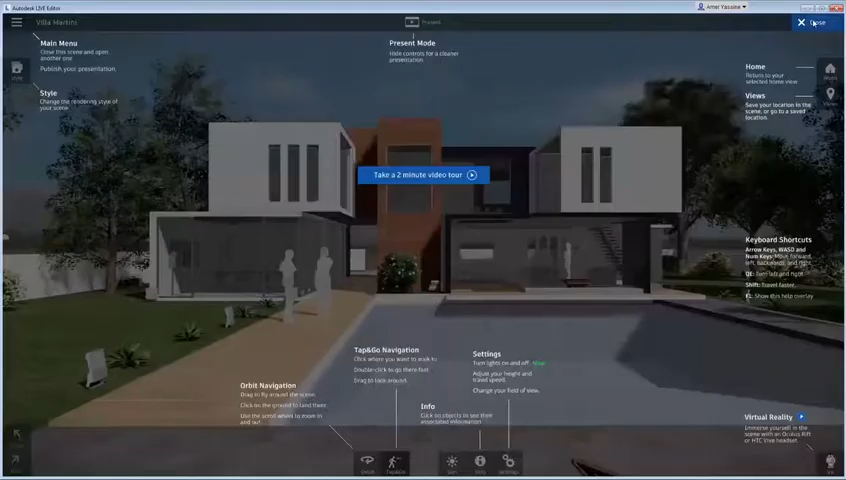 Autodesk LIVE Editor
Amer Yassine
Villa Martini
Present
Close
Main Menu
Close this scene and open
another one
Publish your presentation.
Present Mode
Hide controls for a cleaner
presentation.
Style
Style
Change the rendering style of
your scene
Home
Return to your
selected home view
Home
Views
Save your location in the
scene, or go to a saved
location.
Views
Take a 2 minute video tour
Keyboard Shortcuts
Arrow Keys, WASD and
Num Keys: Move forward,
left, backwards, and right.
QE: Turn left and right
Shift: Travel faster
F1: Show this help overlay
Tap&Go Navigation
Click where you want to walk to
Double-click to go there fast.
Drag to look around.
Settings
Turn lights on and off. New
Adjust your height and
travel speed.
Change your field of view.
Orbit Navigation
Drag to fly around the scene.
Click on the ground to land there.
Use the scroll wheel to zoom in
and out.
Info
Click on objects to see their
associated information
Virtual Reality
Immerse yourself in the
scene with an Oculus Rift
or HTC Vive headset.
Orbit
Tap&Go
Sun
Info
Settings